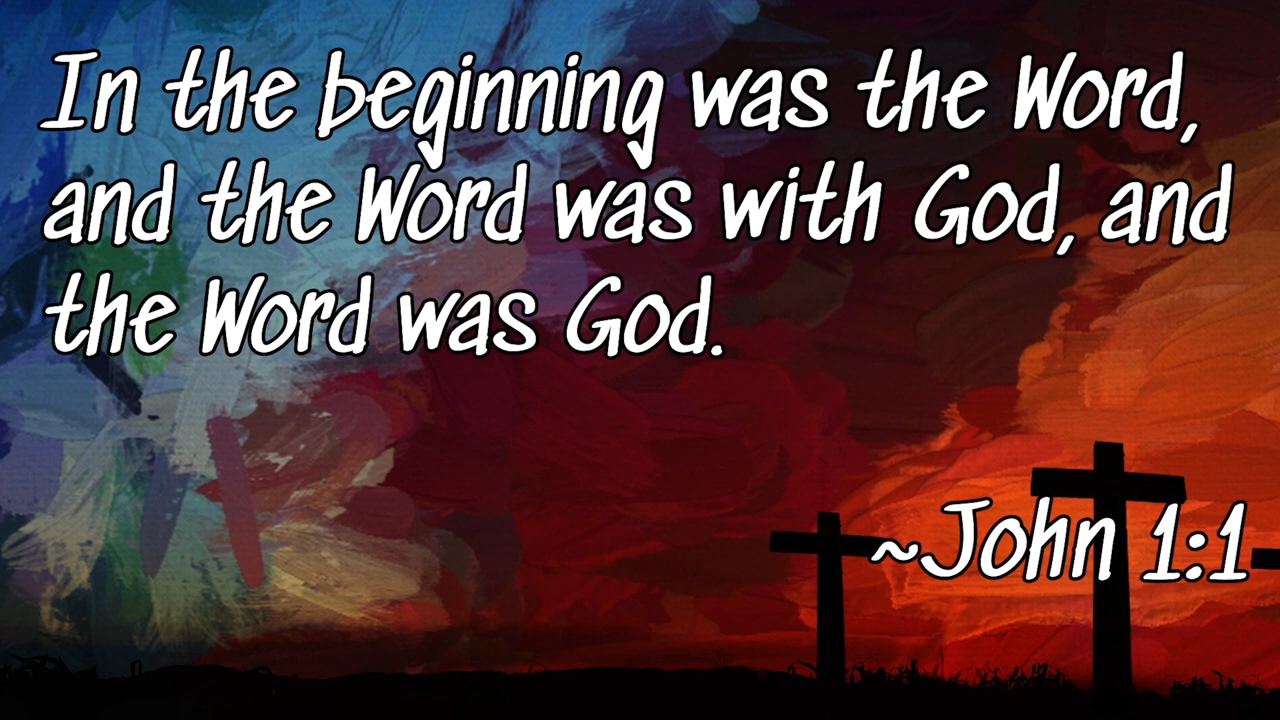 In the beginning was the Word,
and the Word was with God, and
the Word was God.
~John 1:1